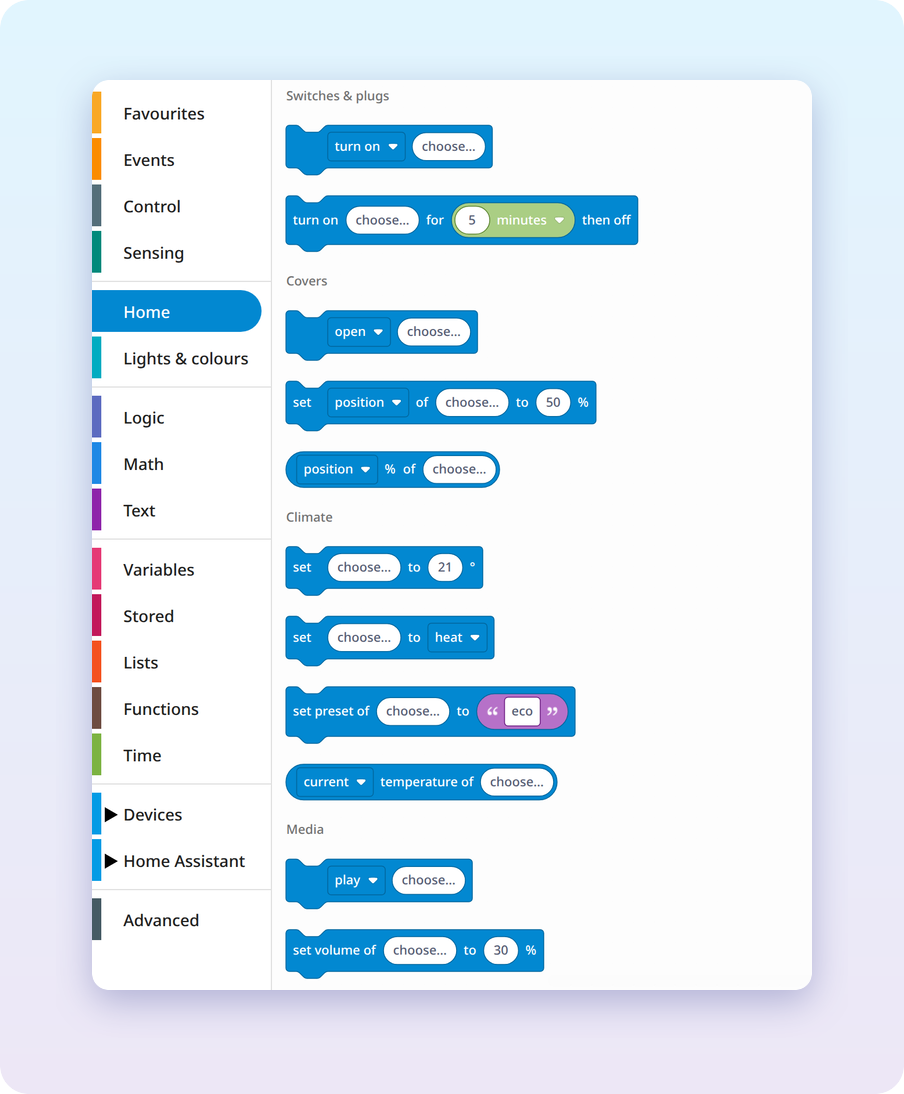 Favourites
Events
Control
Sensing
Home
Lights & colours
Logic
Math
Text
Variables
Stored
Lists
Functions
Time
Devices
Home Assistant
Advanced
Switches & plugs
turn on choose...
turn on choose... for 5 minutes then off
Covers
open choose...
set position of choose... to 50 %
position % of choose...
Climate
set choose... to 21 °
set choose... to heat
set preset of choose... to “ eco ”
current temperature of choose...
Media
play choose...
set volume of choose... to 30 %